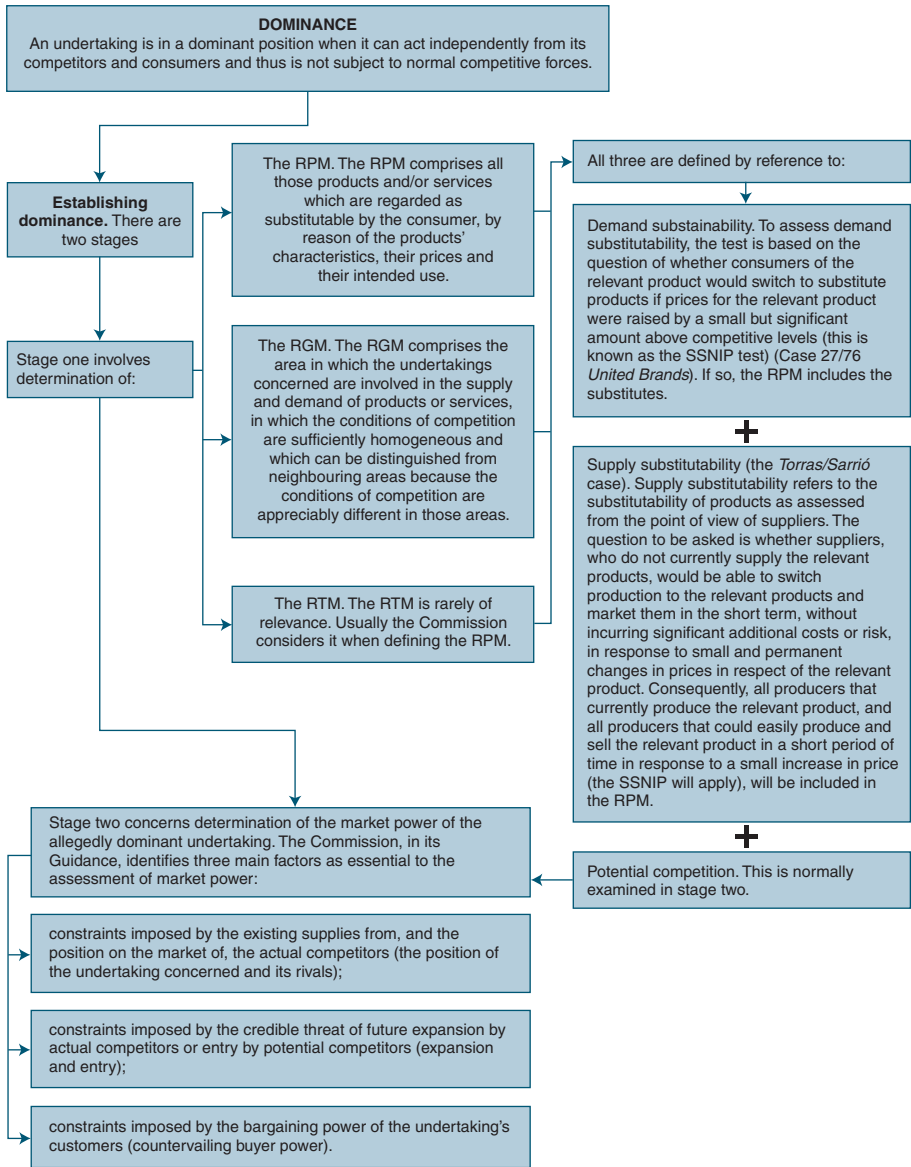 DOMINANCE
An undertaking is in a dominant position when it can act independently from its
competitors and consumers and thus is not subject to normal competitive forces.
Establishing
dominance. There are
two stages
Stage one involves
determination of:
The RPM. The RPM comprises all
those products and/or services
which are regarded as
substitutable by the consumer, by
reason of the products'
characteristics, their prices and
their intended use.
The RGM. The RGM comprises the
area in which the undertakings
concerned are involved in the supply
and demand of products or services,
in which the conditions of competition
are sufficiently homogeneous and
which can be distinguished from
neighbouring areas because the
conditions of competition are
appreciably different in those areas.
The RTM. The RTM is rarely of
relevance. Usually the Commission
considers it when defining the RPM.
All three are defined by reference to:
Demand substainability. To assess demand
substitutability, the test is based on the
question of whether consumers of the
relevant product would switch to substitute
products if prices for the relevant product
were raised by a small but significant
amount above competitive levels (this is
known as the SSNIP test) (Case 27/76
United Brands). If so, the RPM includes the
substitutes.
+
Supply substitutability (the Torras/Sarrió
case). Supply substitutability refers to the
substitutability of products as assessed
from the point of view of suppliers. The
question to be asked is whether suppliers,
who do not currently supply the relevant
products, would be able to switch
production to the relevant products and
market them in the short term, without
incurring significant additional costs or risk,
in response to small and permanent
changes in prices in respect of the relevant
product. Consequently, all producers that
currently produce the relevant product, and
all producers that could easily produce and
sell the relevant product in a short period of
time in response to a small increase in price
(the SSNIP will apply), will be included in
the RPM.
+
Potential competition. This is normally
examined in stage two.
Stage two concerns determination of the market power of the
allegedly dominant undertaking. The Commission, in its
Guidance, identifies three main factors as essential to the
assessment of market power:
constraints imposed by the existing supplies from, and the
position on the market of, the actual competitors (the position of
the undertaking concerned and its rivals);
constraints imposed by the credible threat of future expansion by
actual competitors or entry by potential competitors (expansion
and entry);
constraints imposed by the bargaining power of the undertaking's
customers (countervailing buyer power).